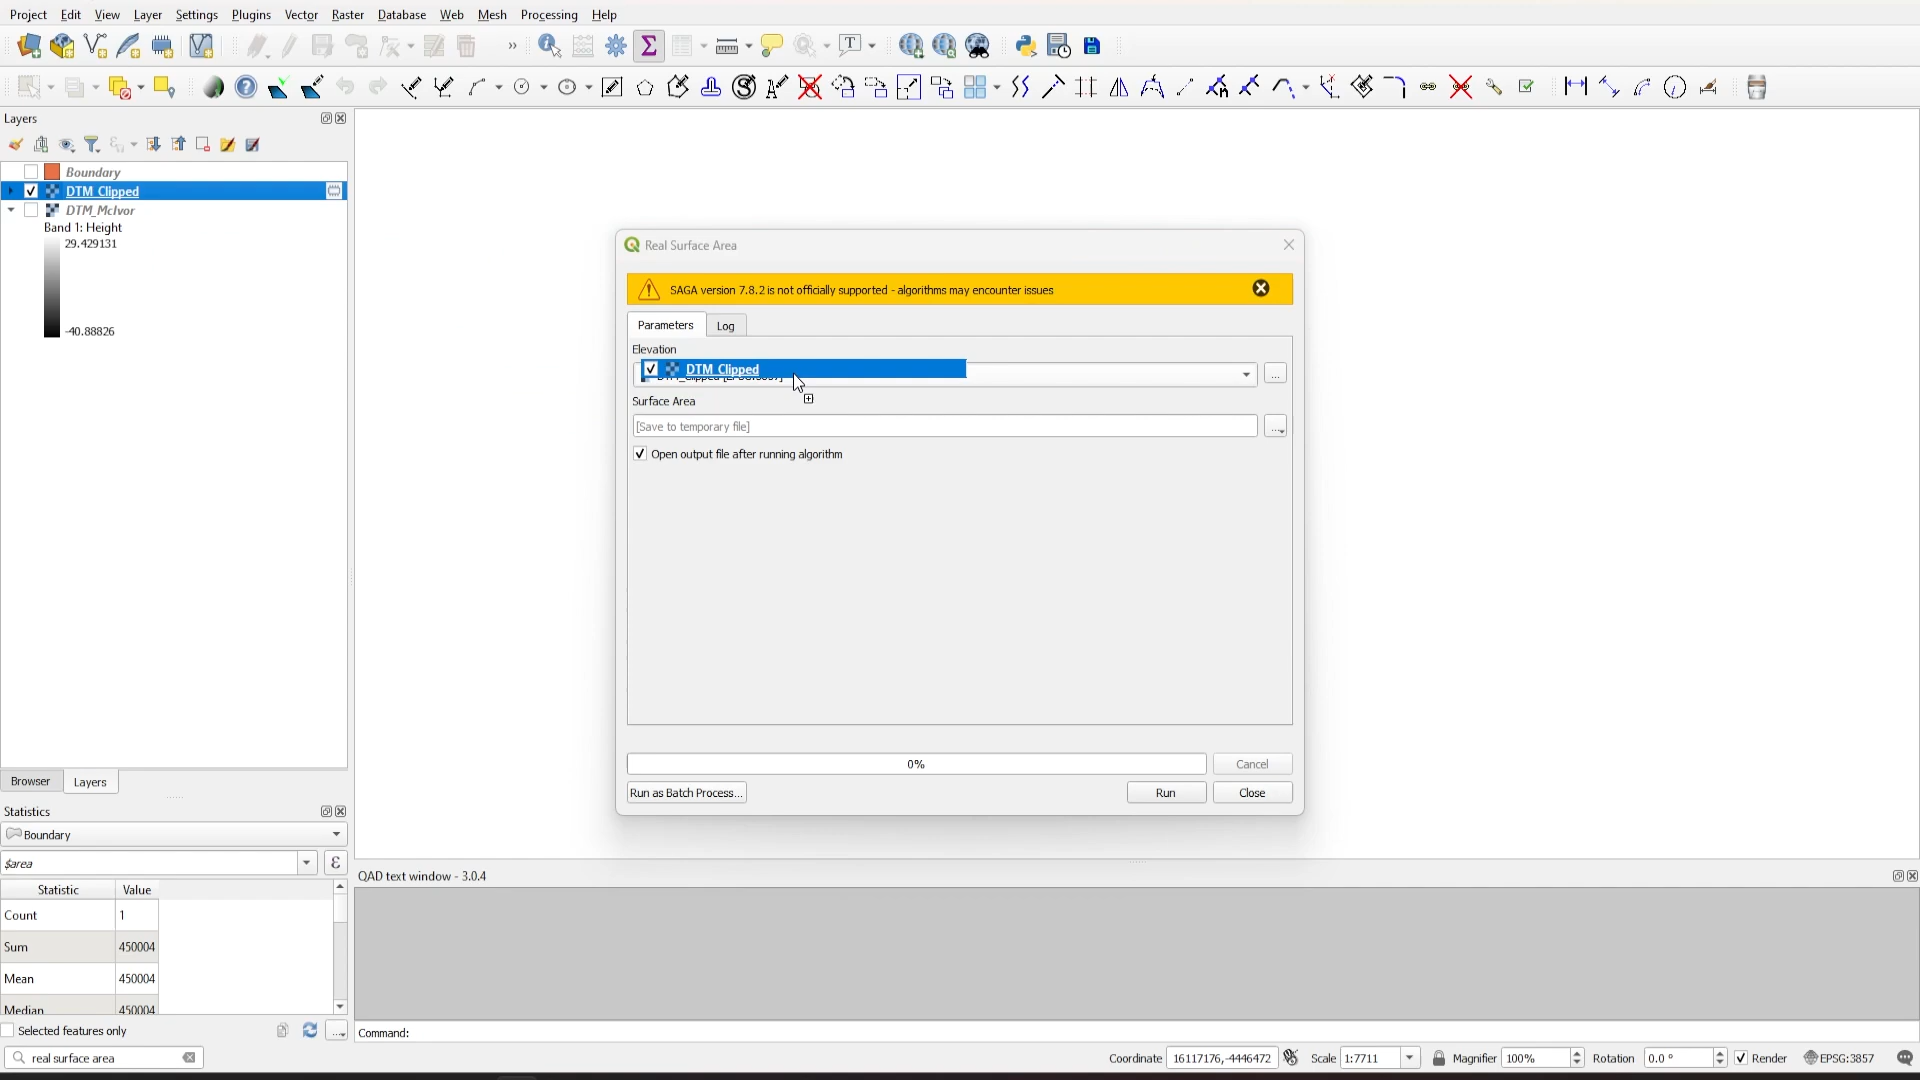 Project Edit View Layer Settings Plugins Vector Raster Database Web Mesh Processing Help
Layers
Boundary
DTM Clipped
DTM_McIvor
Band 1: Height
29.429131
-40.88826
Real Surface Area
SAGA version 7.8.2 is not officially supported - algorithms may encounter issues
Parameters Log
Elevation
DTM Clipped
Surface Area
[Save to temporary file]
Open output file after running algorithm
0%
Cancel
Run as Batch Process...
Run
Close
Browser Layers
Statistics
Boundary
$area
Statistic Value
Count 1
Sum 450004
Mean 450004
Median 450004
Selected features only
real surface area
QAD text window - 3.0.4
Command:
Coordinate 16117176,-4446472 Scale 1:7711 Magnifier 100% Rotation 0.0 ° Render EPSG:3857